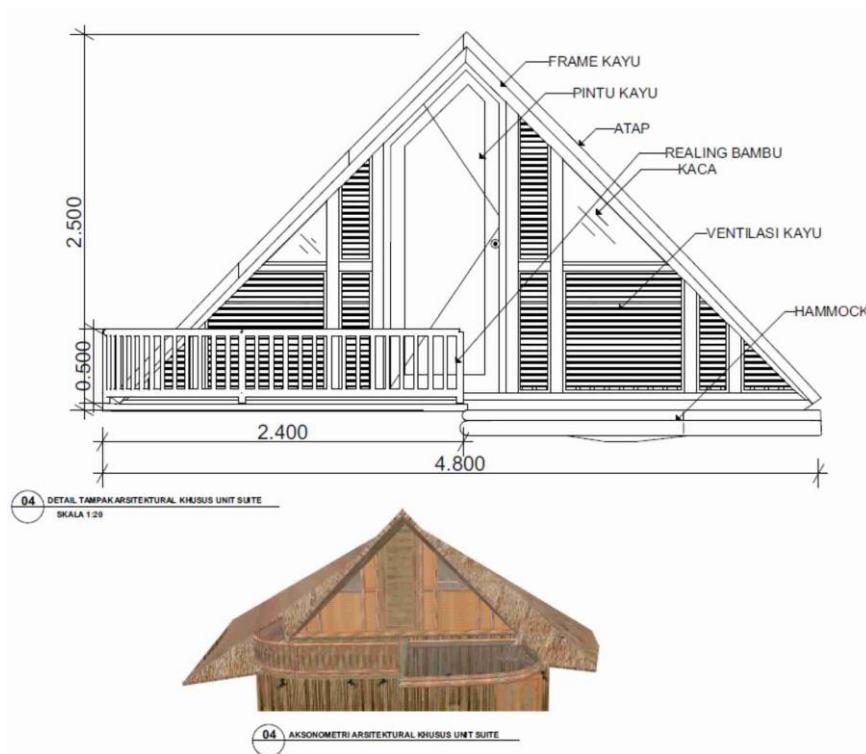 FRAME KAYU
PINTU KAYU
ATAP
REALING BAMBU
KACA
VENTILASI KAYU
HAMMOCK
2.500
0.500
2.400
4.800
04 DETAIL TAMPAK ARSITEKTURAL KHUSUS UNIT SUITE
SKALA 1:20
04 AKSONOMETRI ARSITEKTURAL KHUSUS UNIT SUITE